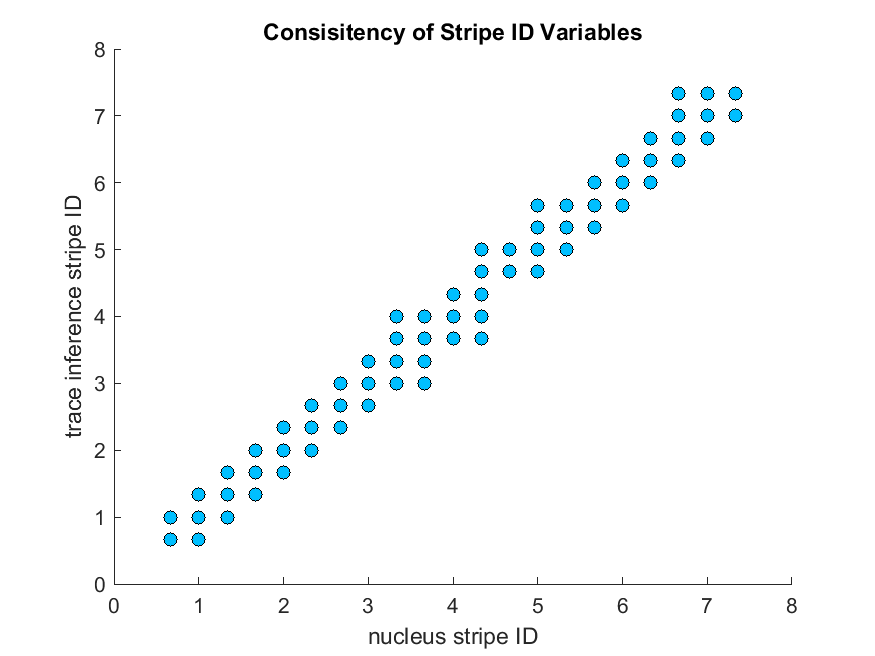 Consisitency of Stripe ID Variables
8
7
6
5
4
3
2
1
0
trace inference stripe ID
0 1 2 3 4 5 6 7 8
nucleus stripe ID